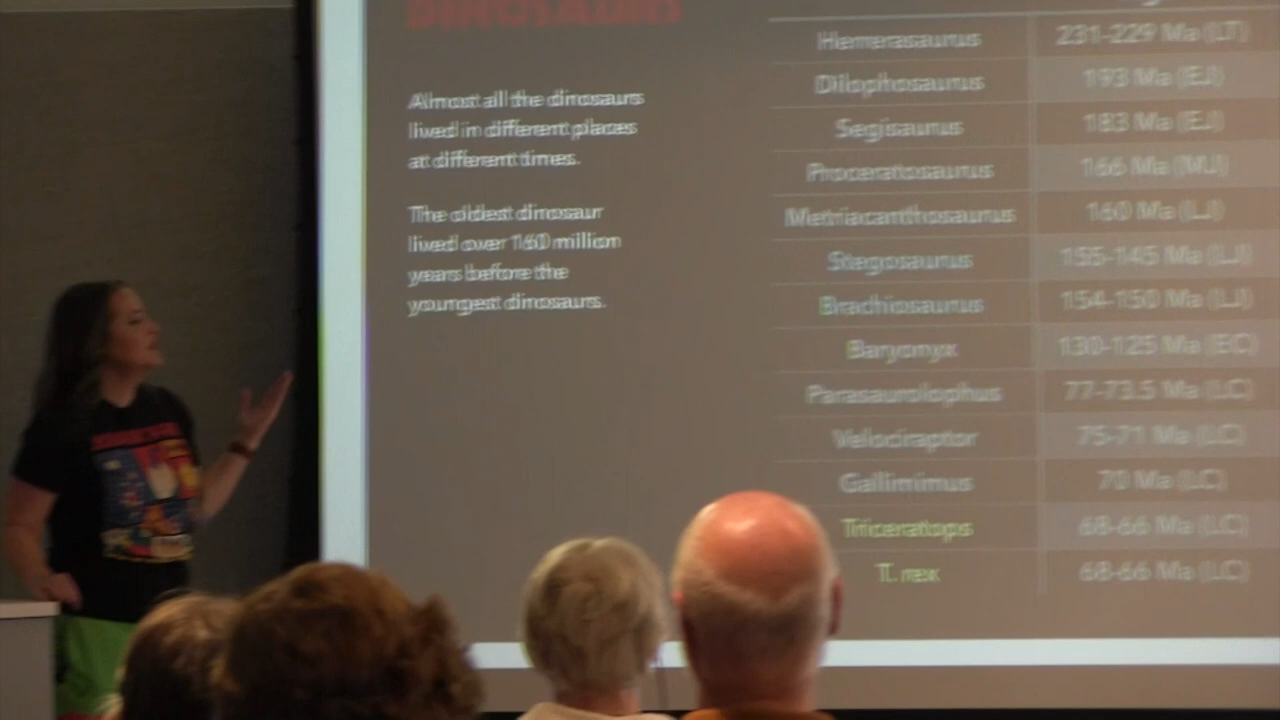 DINOSAURS
Almost all the dinosaurs
lived in different places
at different times.
The oldest dinosaur
lived over 160 million
years before the
youngest dinosaurs.
Herrerasaurus 231-229 Ma (LT)
Dilophosaurus 193 Ma (EJ)
Segisaurus 183 Ma (EJ)
Proceratosaurus 166 Ma (MJ)
Metriacanthosaurus 160 Ma (LJ)
Stegosaurus 155-145 Ma (LJ)
Brachiosaurus 154-150 Ma (LJ)
Baryonyx 130-125 Ma (EC)
Parasaurolophus 77-73.5 Ma (LC)
Velociraptor 75-71 Ma (LC)
Gallimimus 70 Ma (LC)
Triceratops 68-66 Ma (LC)
T. rex 68-66 Ma (LC)